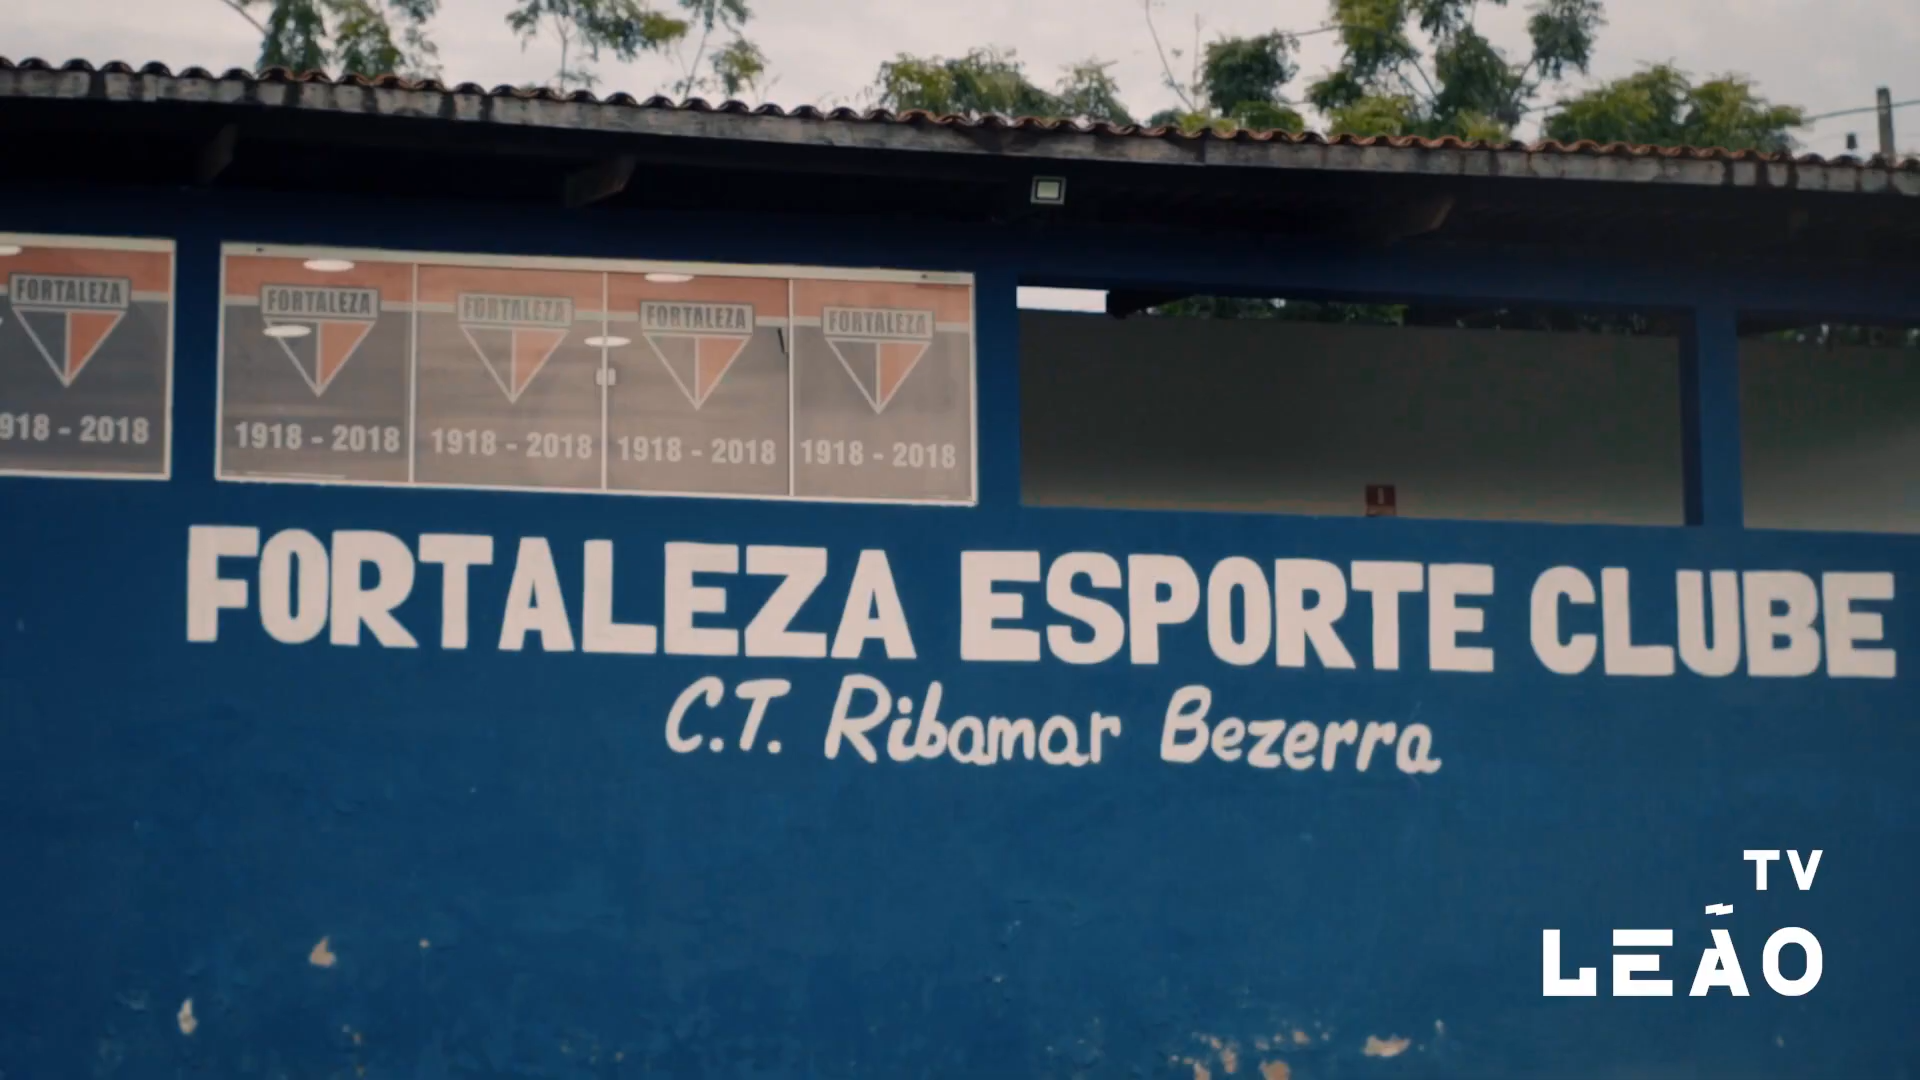 FORTALEZA FORTALEZA FORTALEZA FORTALEZA FORTALEZA
918 - 2018 1918 - 2018 1918 - 2018 1918 - 2018 1918 - 2018
FORTALEZA ESPORTE CLUBE
C.T. Ribamar Bezerra
TV
LEÃO